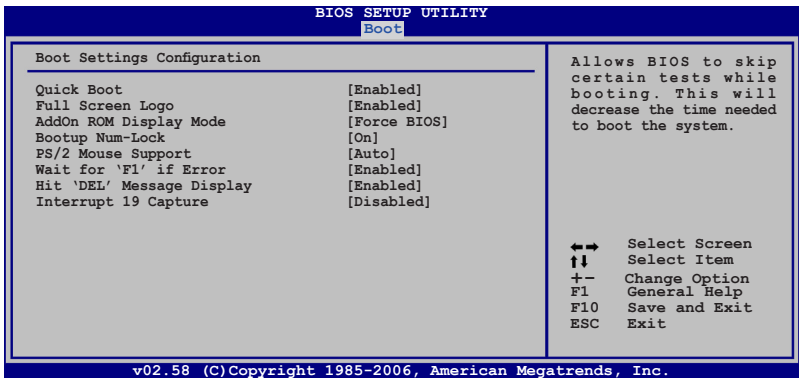 BIOS SETUP UTILITY
Boot
Boot Settings Configuration
Quick Boot [Enabled]
Full Screen Logo [Enabled]
AddOn ROM Display Mode [Force BIOS]
Bootup Num-Lock [On]
PS/2 Mouse Support [Auto]
Wait for ‘F1’ if Error [Enabled]
Hit ‘DEL’ Message Display [Enabled]
Interrupt 19 Capture [Disabled]
Allows BIOS to skip
certain tests while
booting. This will
decrease the time needed
to boot the system.
←→ Select Screen
↑↓ Select Item
+- Change Option
F1 General Help
F10 Save and Exit
ESC Exit
v02.58 (C)Copyright 1985-2006, American Megatrends, Inc.